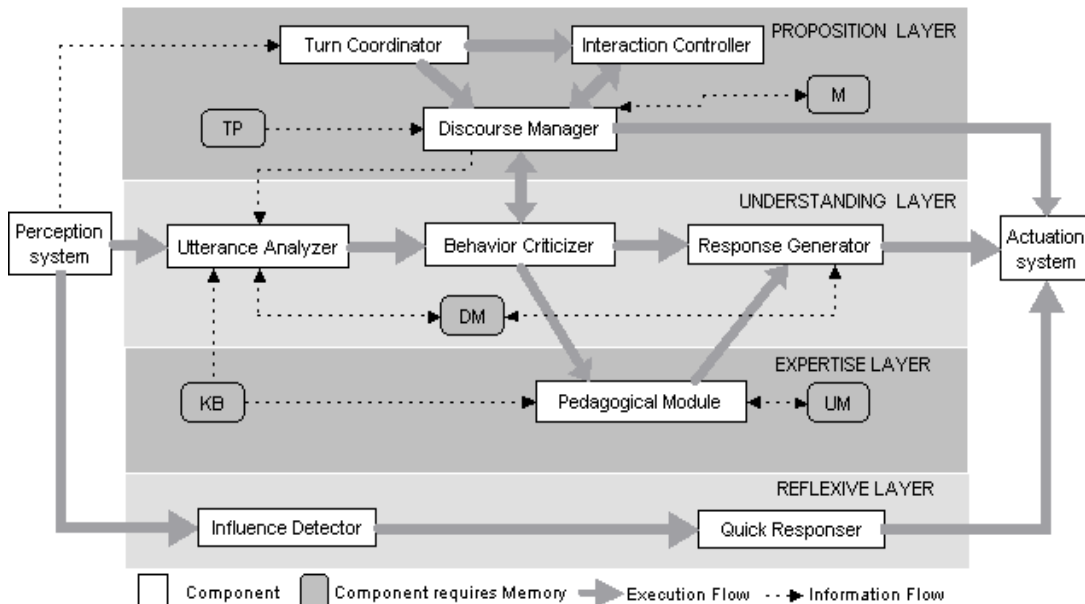 PROPOSITION LAYER
Turn Coordinator
Interaction Controller
M
TP
Discourse Manager
UNDERSTANDING LAYER
Perception
system
Utterance Analyzer
Behavior Criticizer
Response Generator
Actuation
system
DM
EXPERTISE LAYER
KB
Pedagogical Module
UM
REFLEXIVE LAYER
Influence Detector
Quick Responser
Component
Component requires Memory
Execution Flow
Information Flow